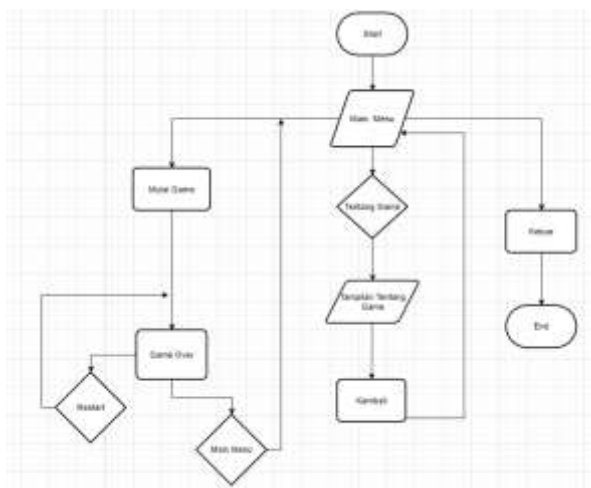 Start
Main Menu
Mulai Game
Tentang Game
Keluar
Tampilan Tentang
Game
End
Game Over
Restart
Kembali
Main Menu